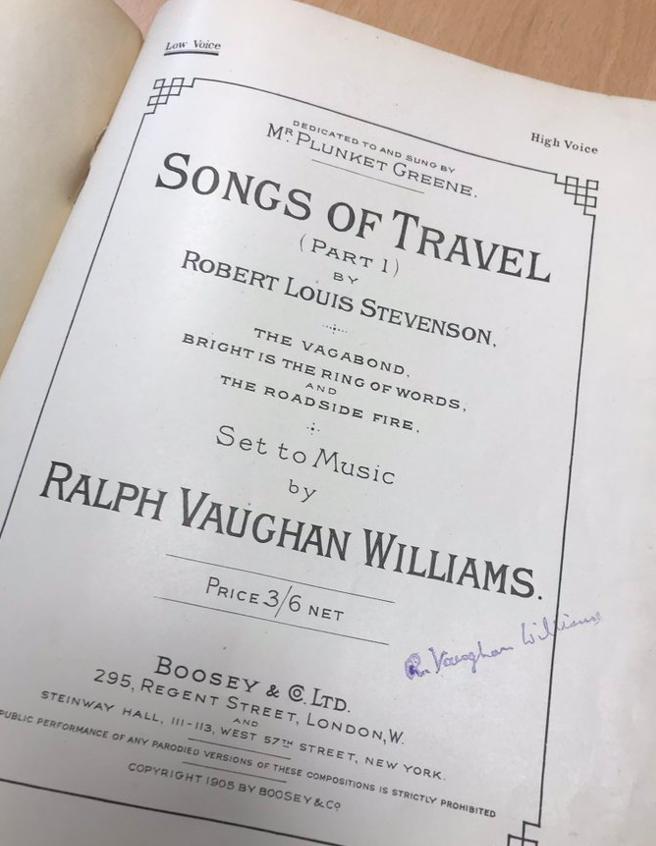 Low Voice
High Voice
DEDICATED TO AND SUNG BY
MR. PLUNKET GREENE.
SONGS OF TRAVEL
(PART 1)
BY
ROBERT LOUIS STEVENSON.
THE VAGABOND,
BRIGHT IS THE RING OF WORDS,
AND
THE ROADSIDE FIRE.
Set to Music
by
RALPH VAUGHAN WILLIAMS.
PRICE 3/6 NET
R. Vaughan Williams
BOOSEY & CO. LTD.
295, REGENT STREET, LONDON, W.
AND
STEINWAY HALL, 111-113, WEST 57TH STREET, NEW YORK.
PUBLIC PERFORMANCE OF ANY PARODIED VERSIONS OF THESE COMPOSITIONS IS STRICTLY PROHIBITED
COPYRIGHT 1905 BY BOOSEY & CO